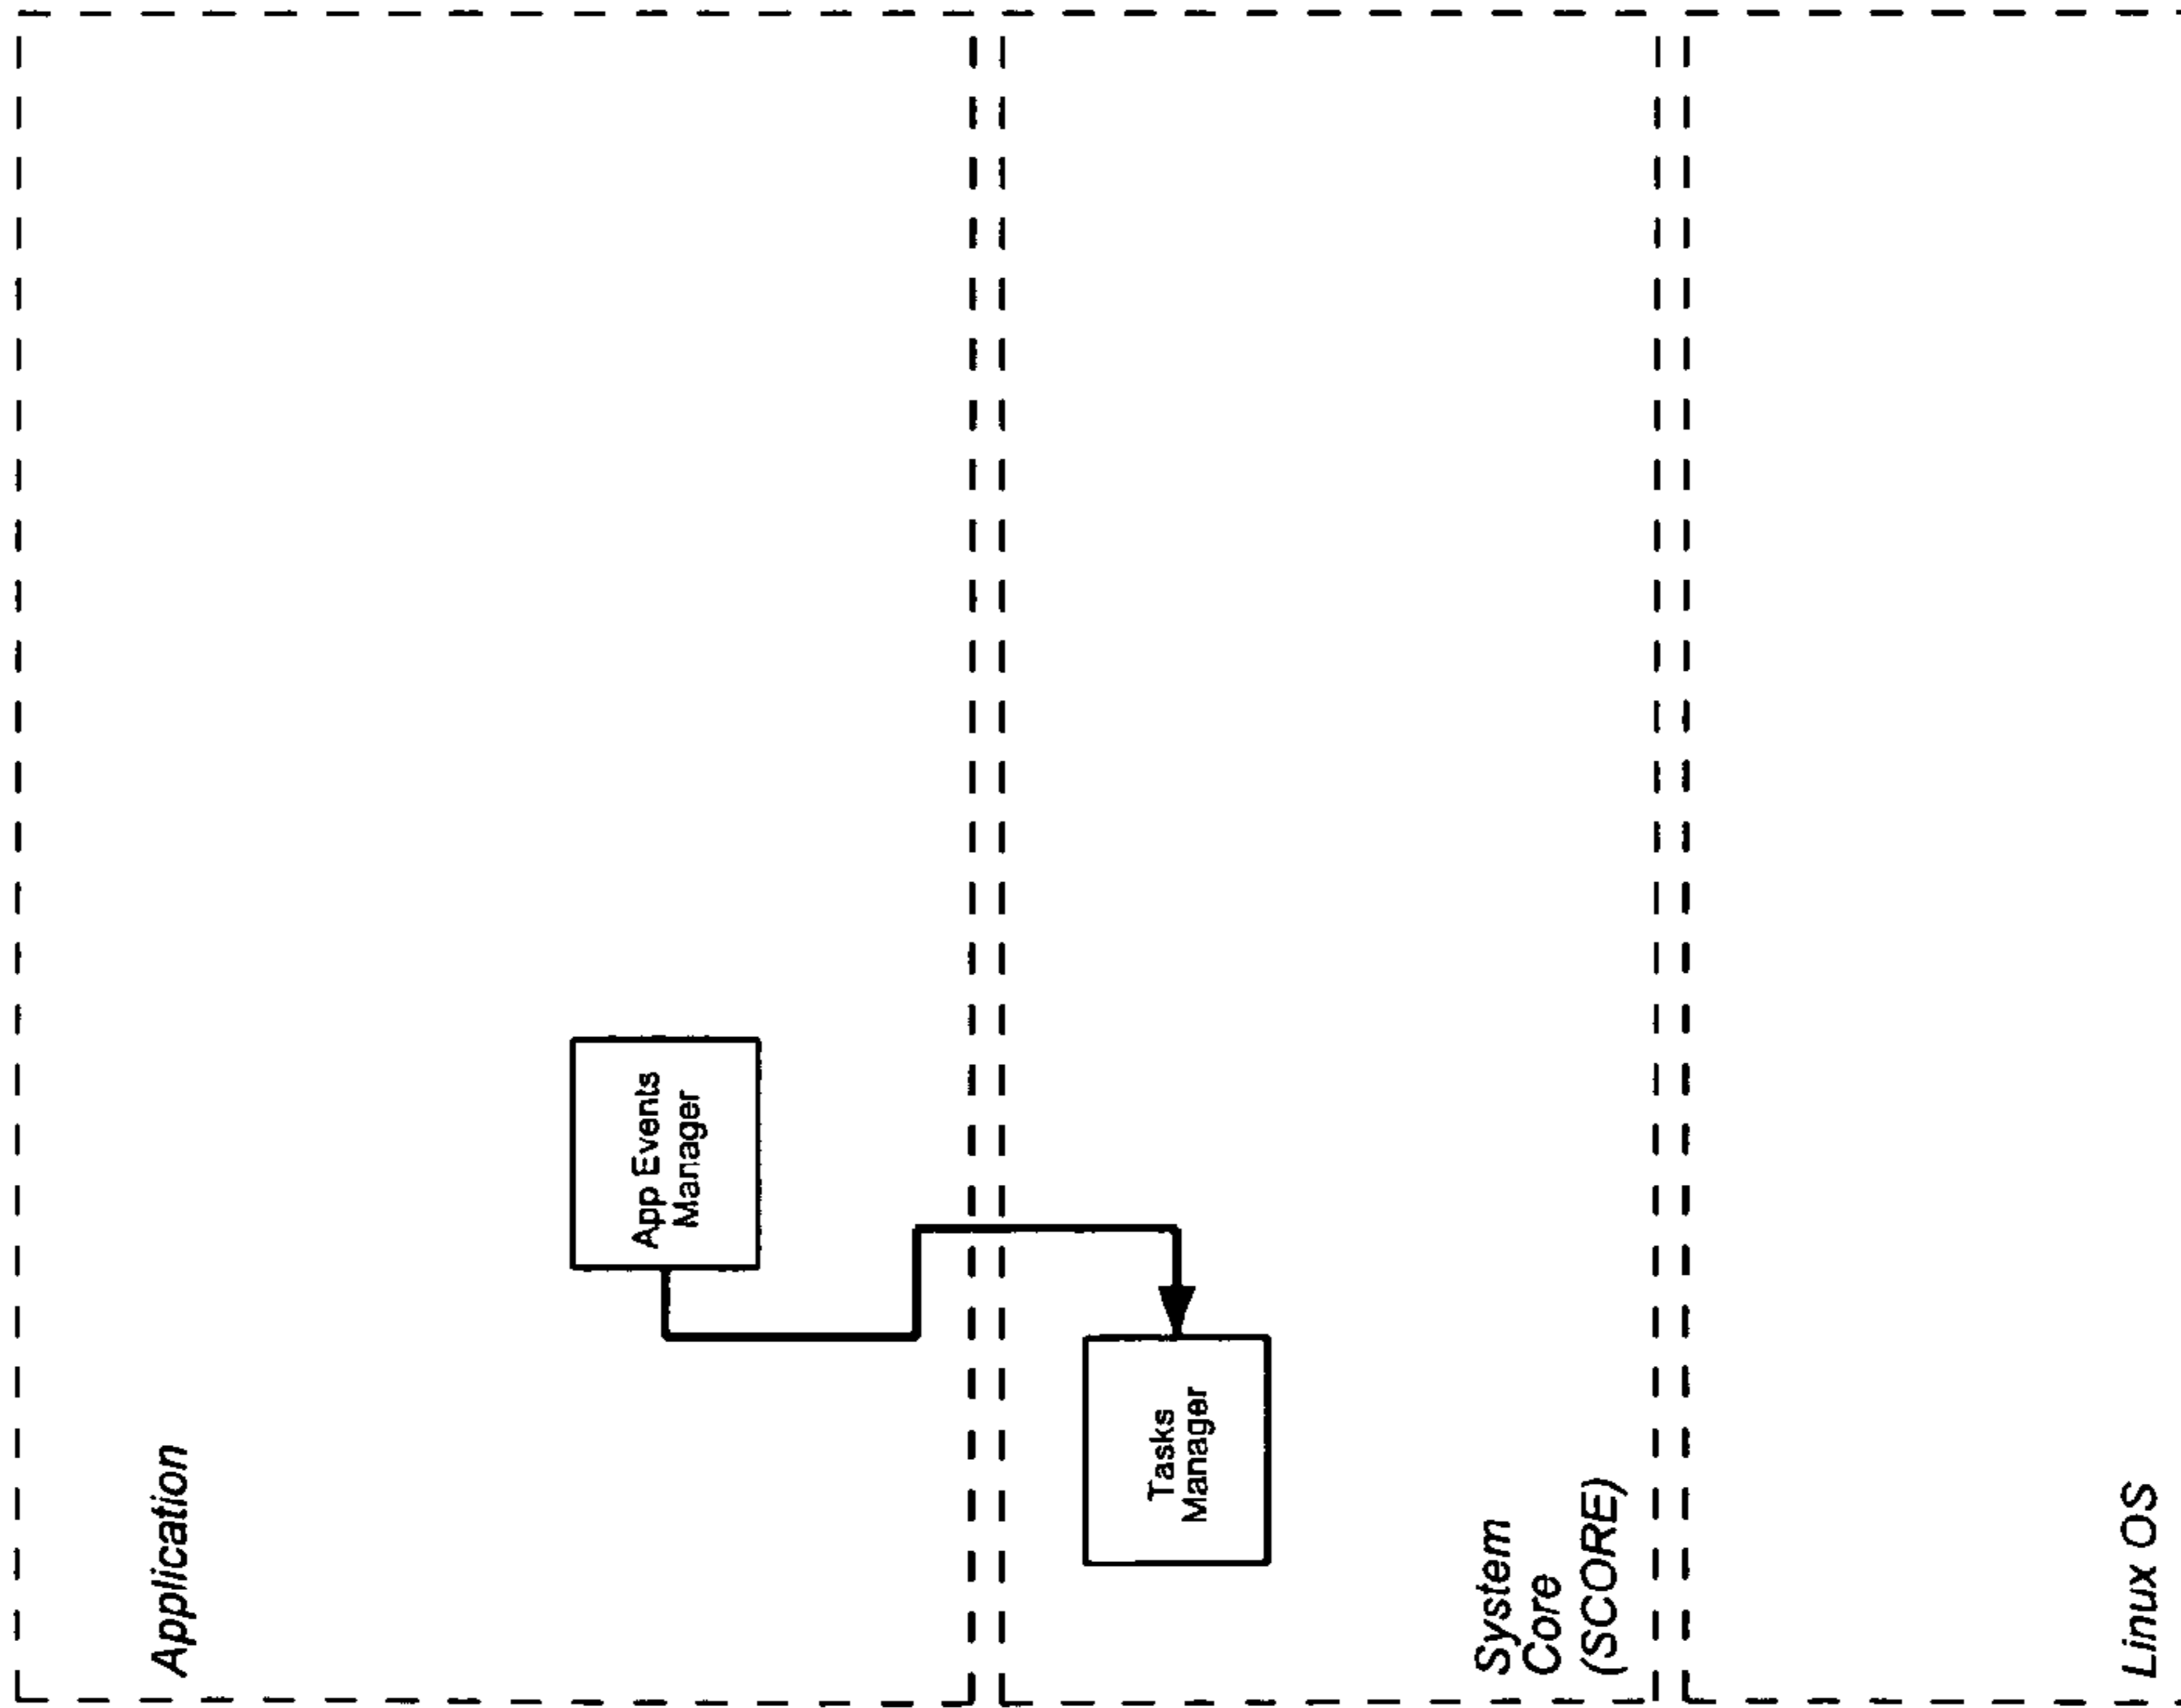 Application
App Events
Manager
Tasks
Manager
System
Core
(SCORE)
Linux OS